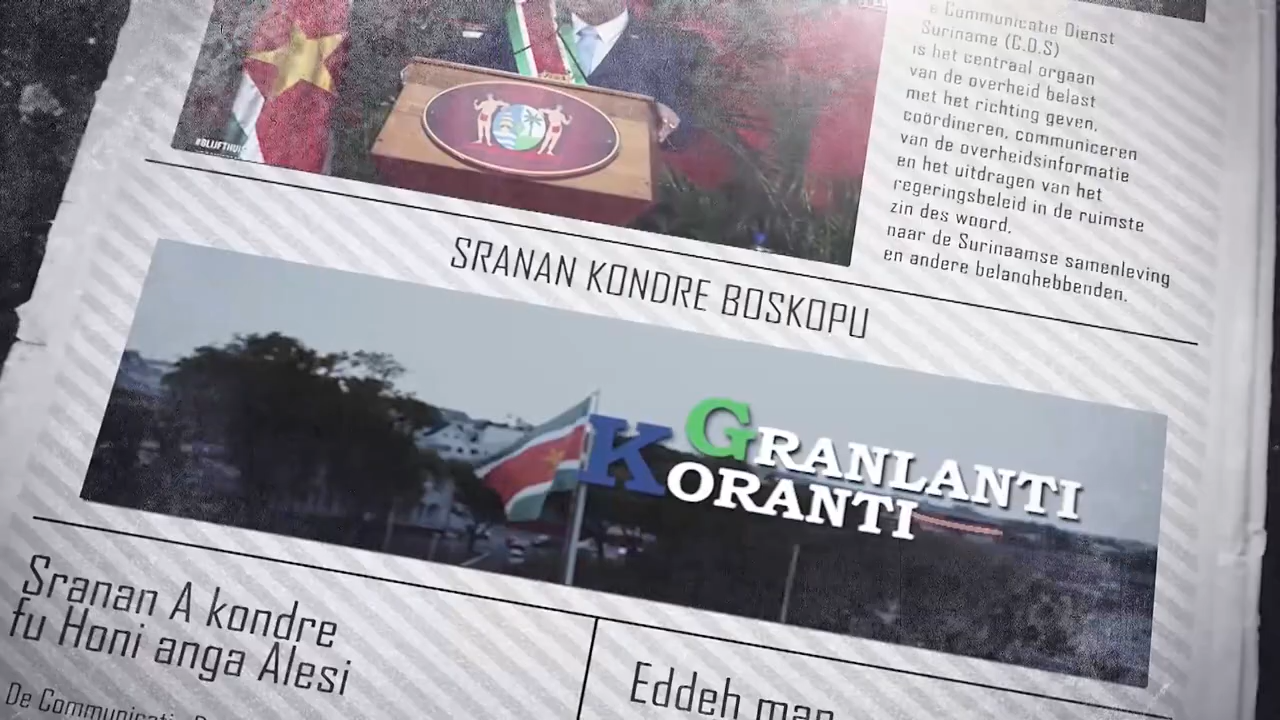 e Communicatie Dienst
Suriname (C.D.S)
is het centraal orgaan
van de overheid belast
met het richting geven,
coördineren, communiceren
van de overheidsinformatie
en het uitdragen van het
regeringsbeleid in de ruimste
zin des woord.
naar de Surinaamse samenleving
en andere belanghebbenden.
SRANAN KONDRE BOSKOPU
GRANLANTI
KORANTI
Sranan A kondre
fu Honi anga Alesi
Eddeh man
De